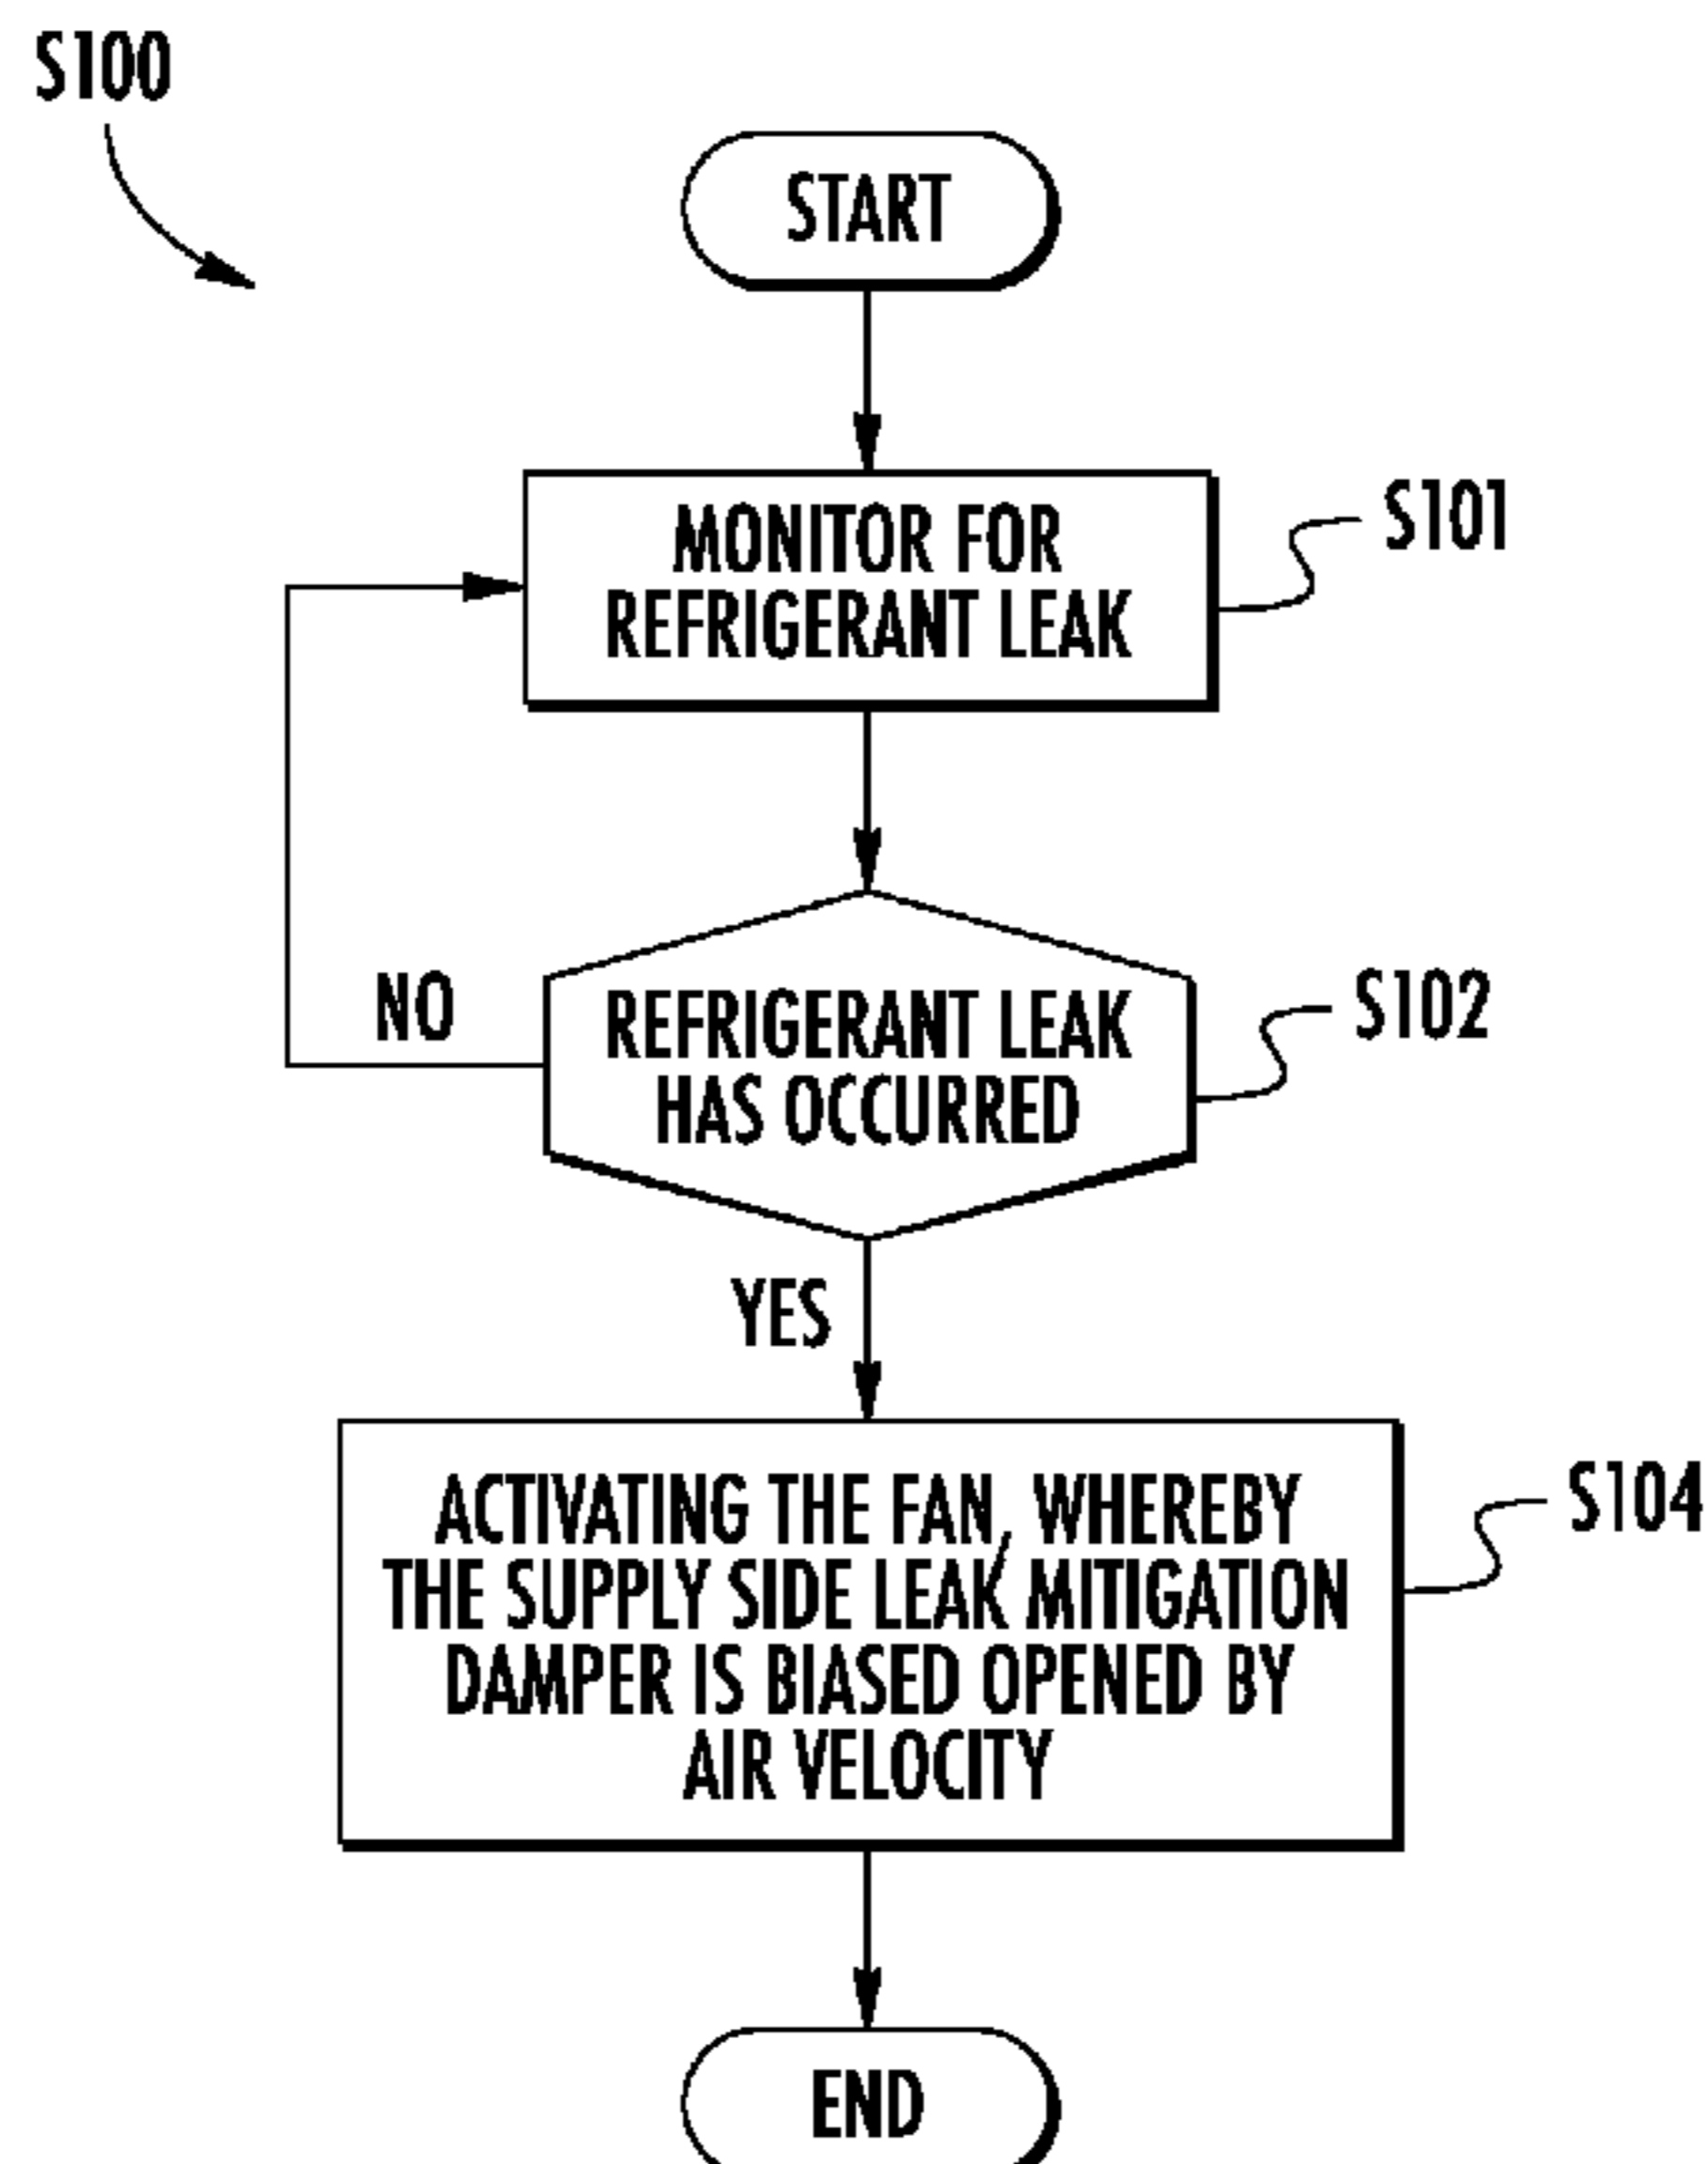 S100
START
MONITOR FOR
REFRIGERANT LEAK
S101
NO
REFRIGERANT LEAK
HAS OCCURRED
S102
YES
ACTIVATING THE FAN, WHEREBY
THE SUPPLY SIDE LEAK MITIGATION
DAMPER IS BIASED OPENED BY
AIR VELOCITY
S104
END